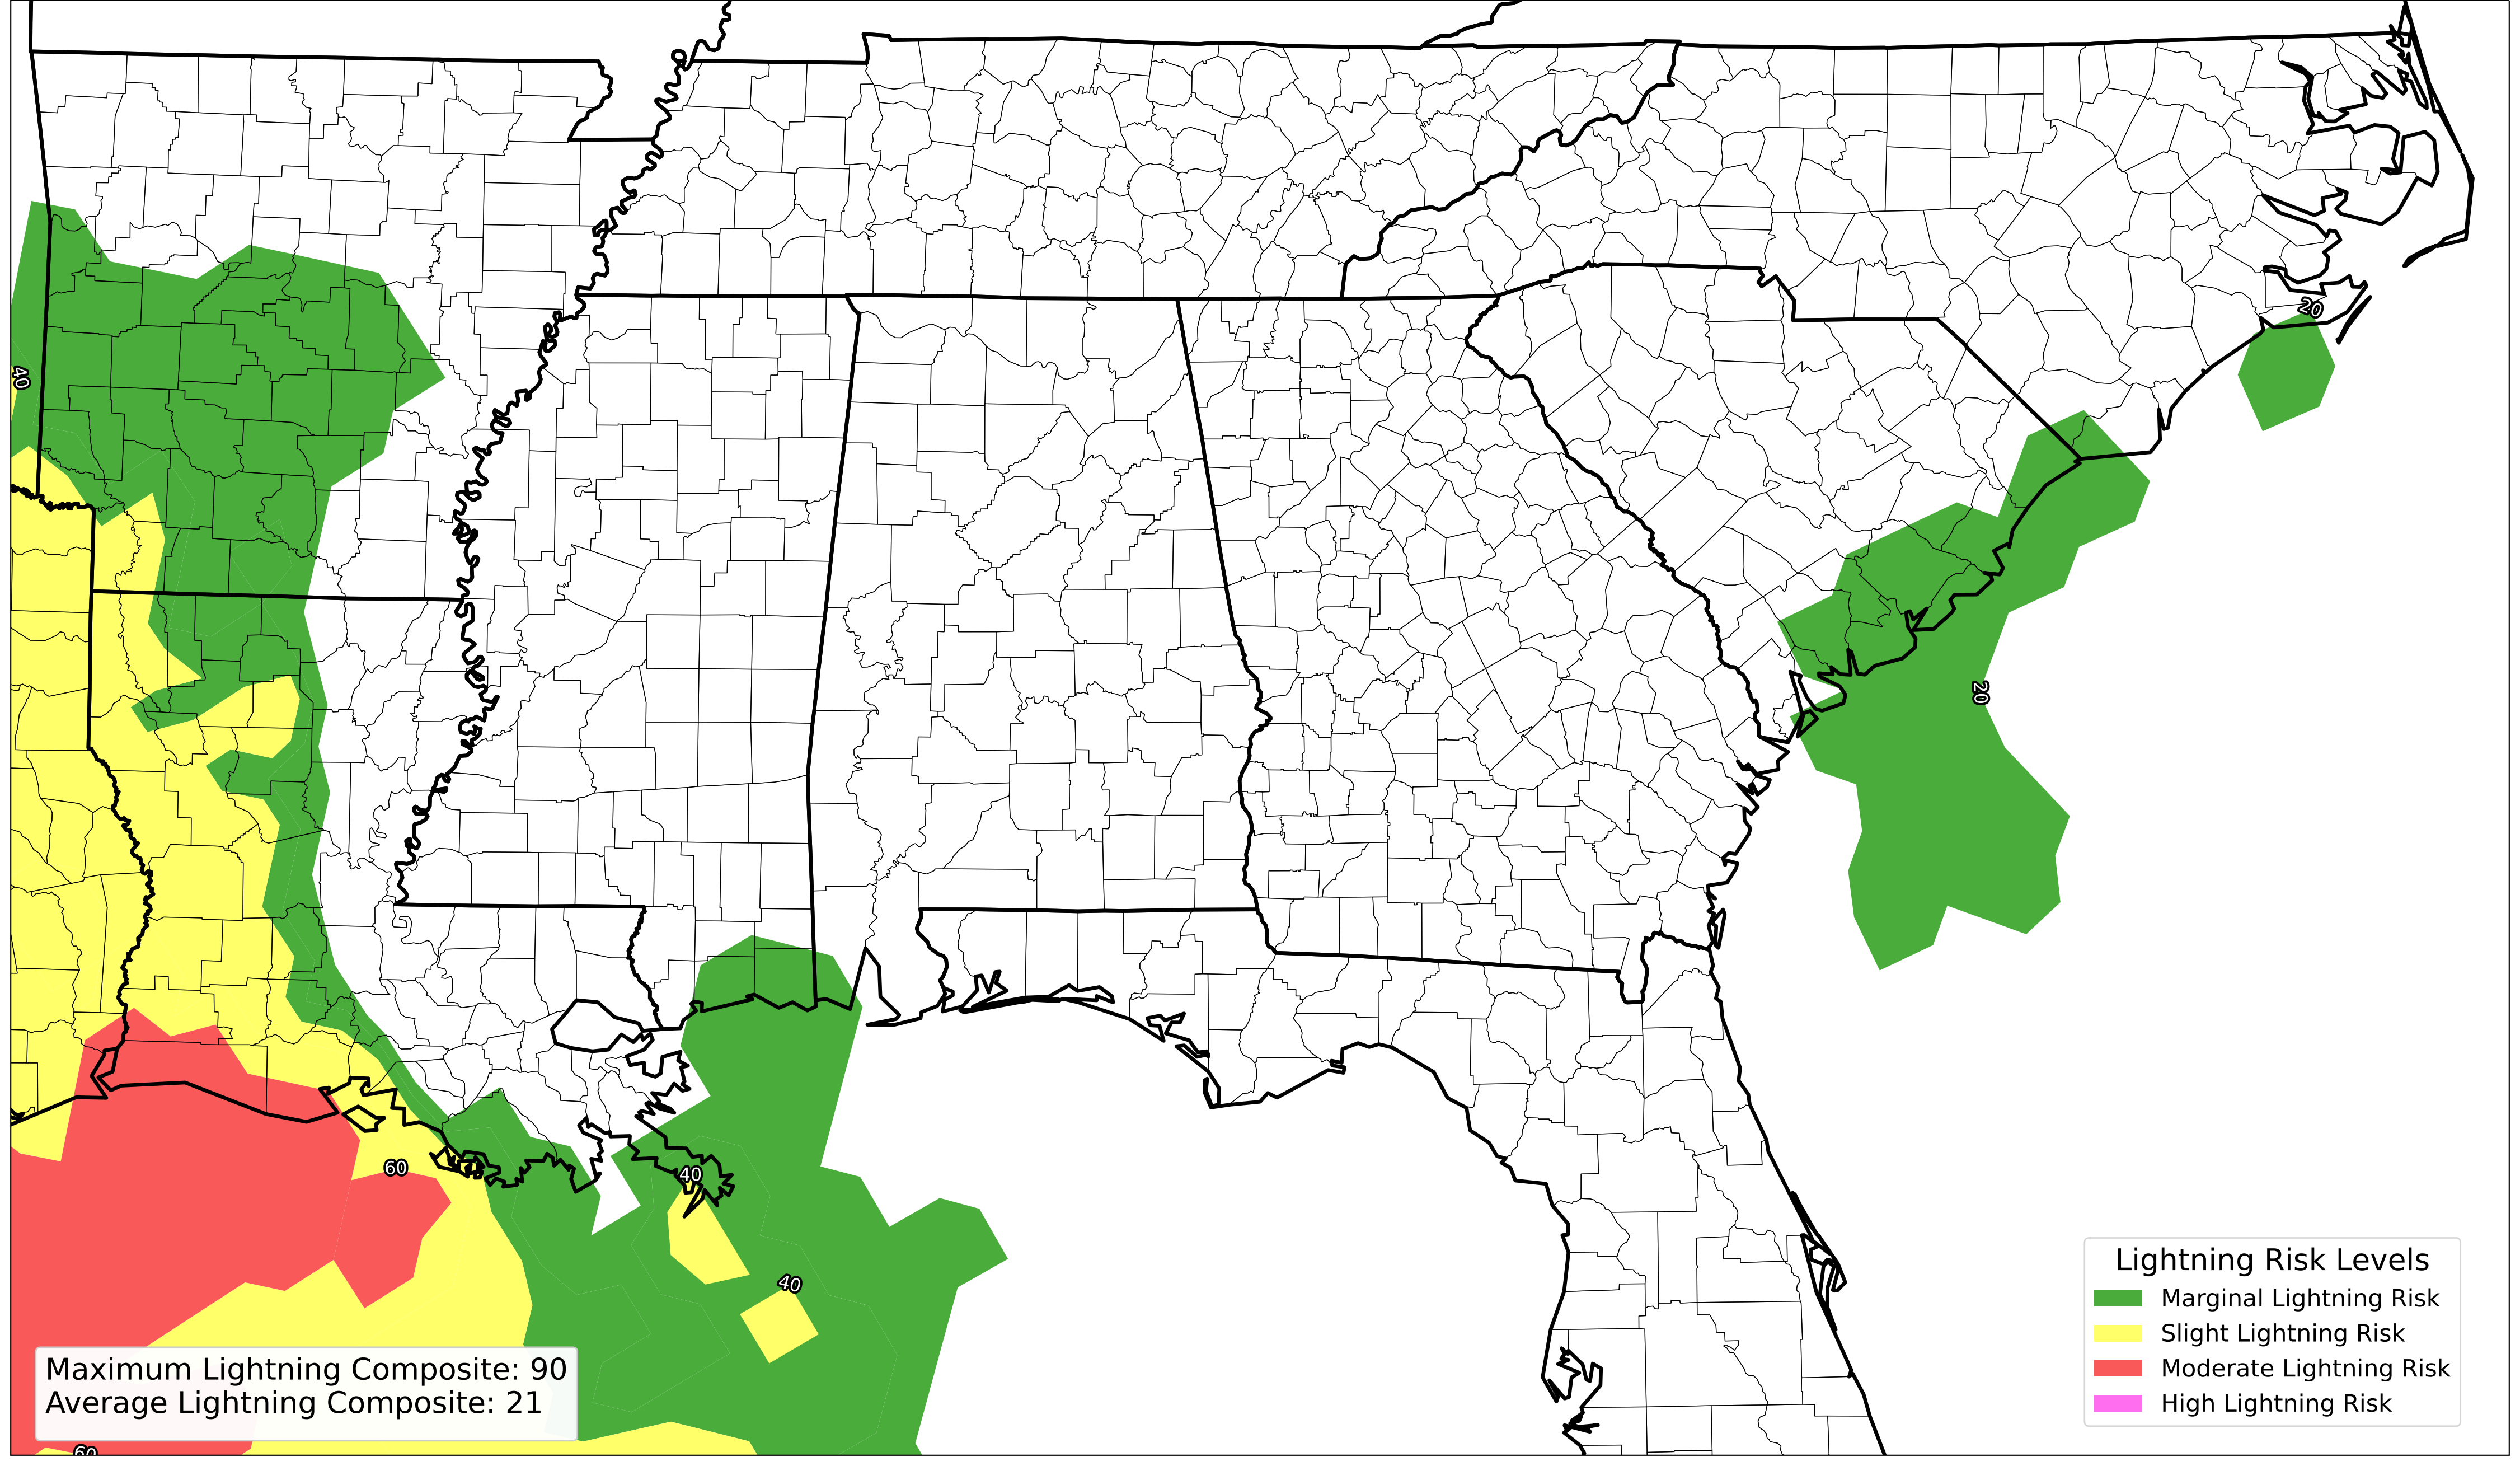 20
40
20
60
40
40
60
Lightning Risk Levels
Marginal Lightning Risk
Slight Lightning Risk
Moderate Lightning Risk
High Lightning Risk
Maximum Lightning Composite: 90
Average Lightning Composite: 21